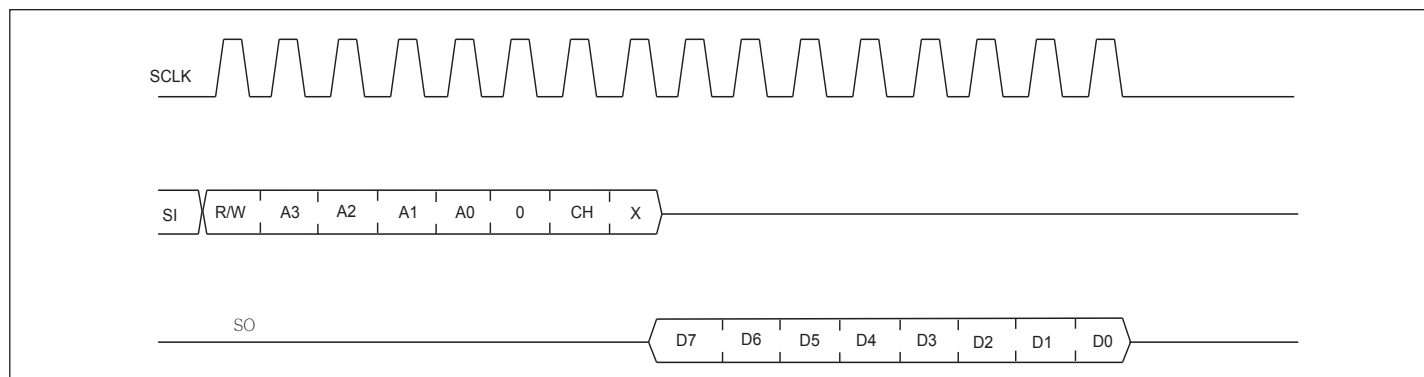 SCLK
SI R/W A3 A2 A1 A0 0 CH X
SO
D7 D6 D5 D4 D3 D2 D1 D0